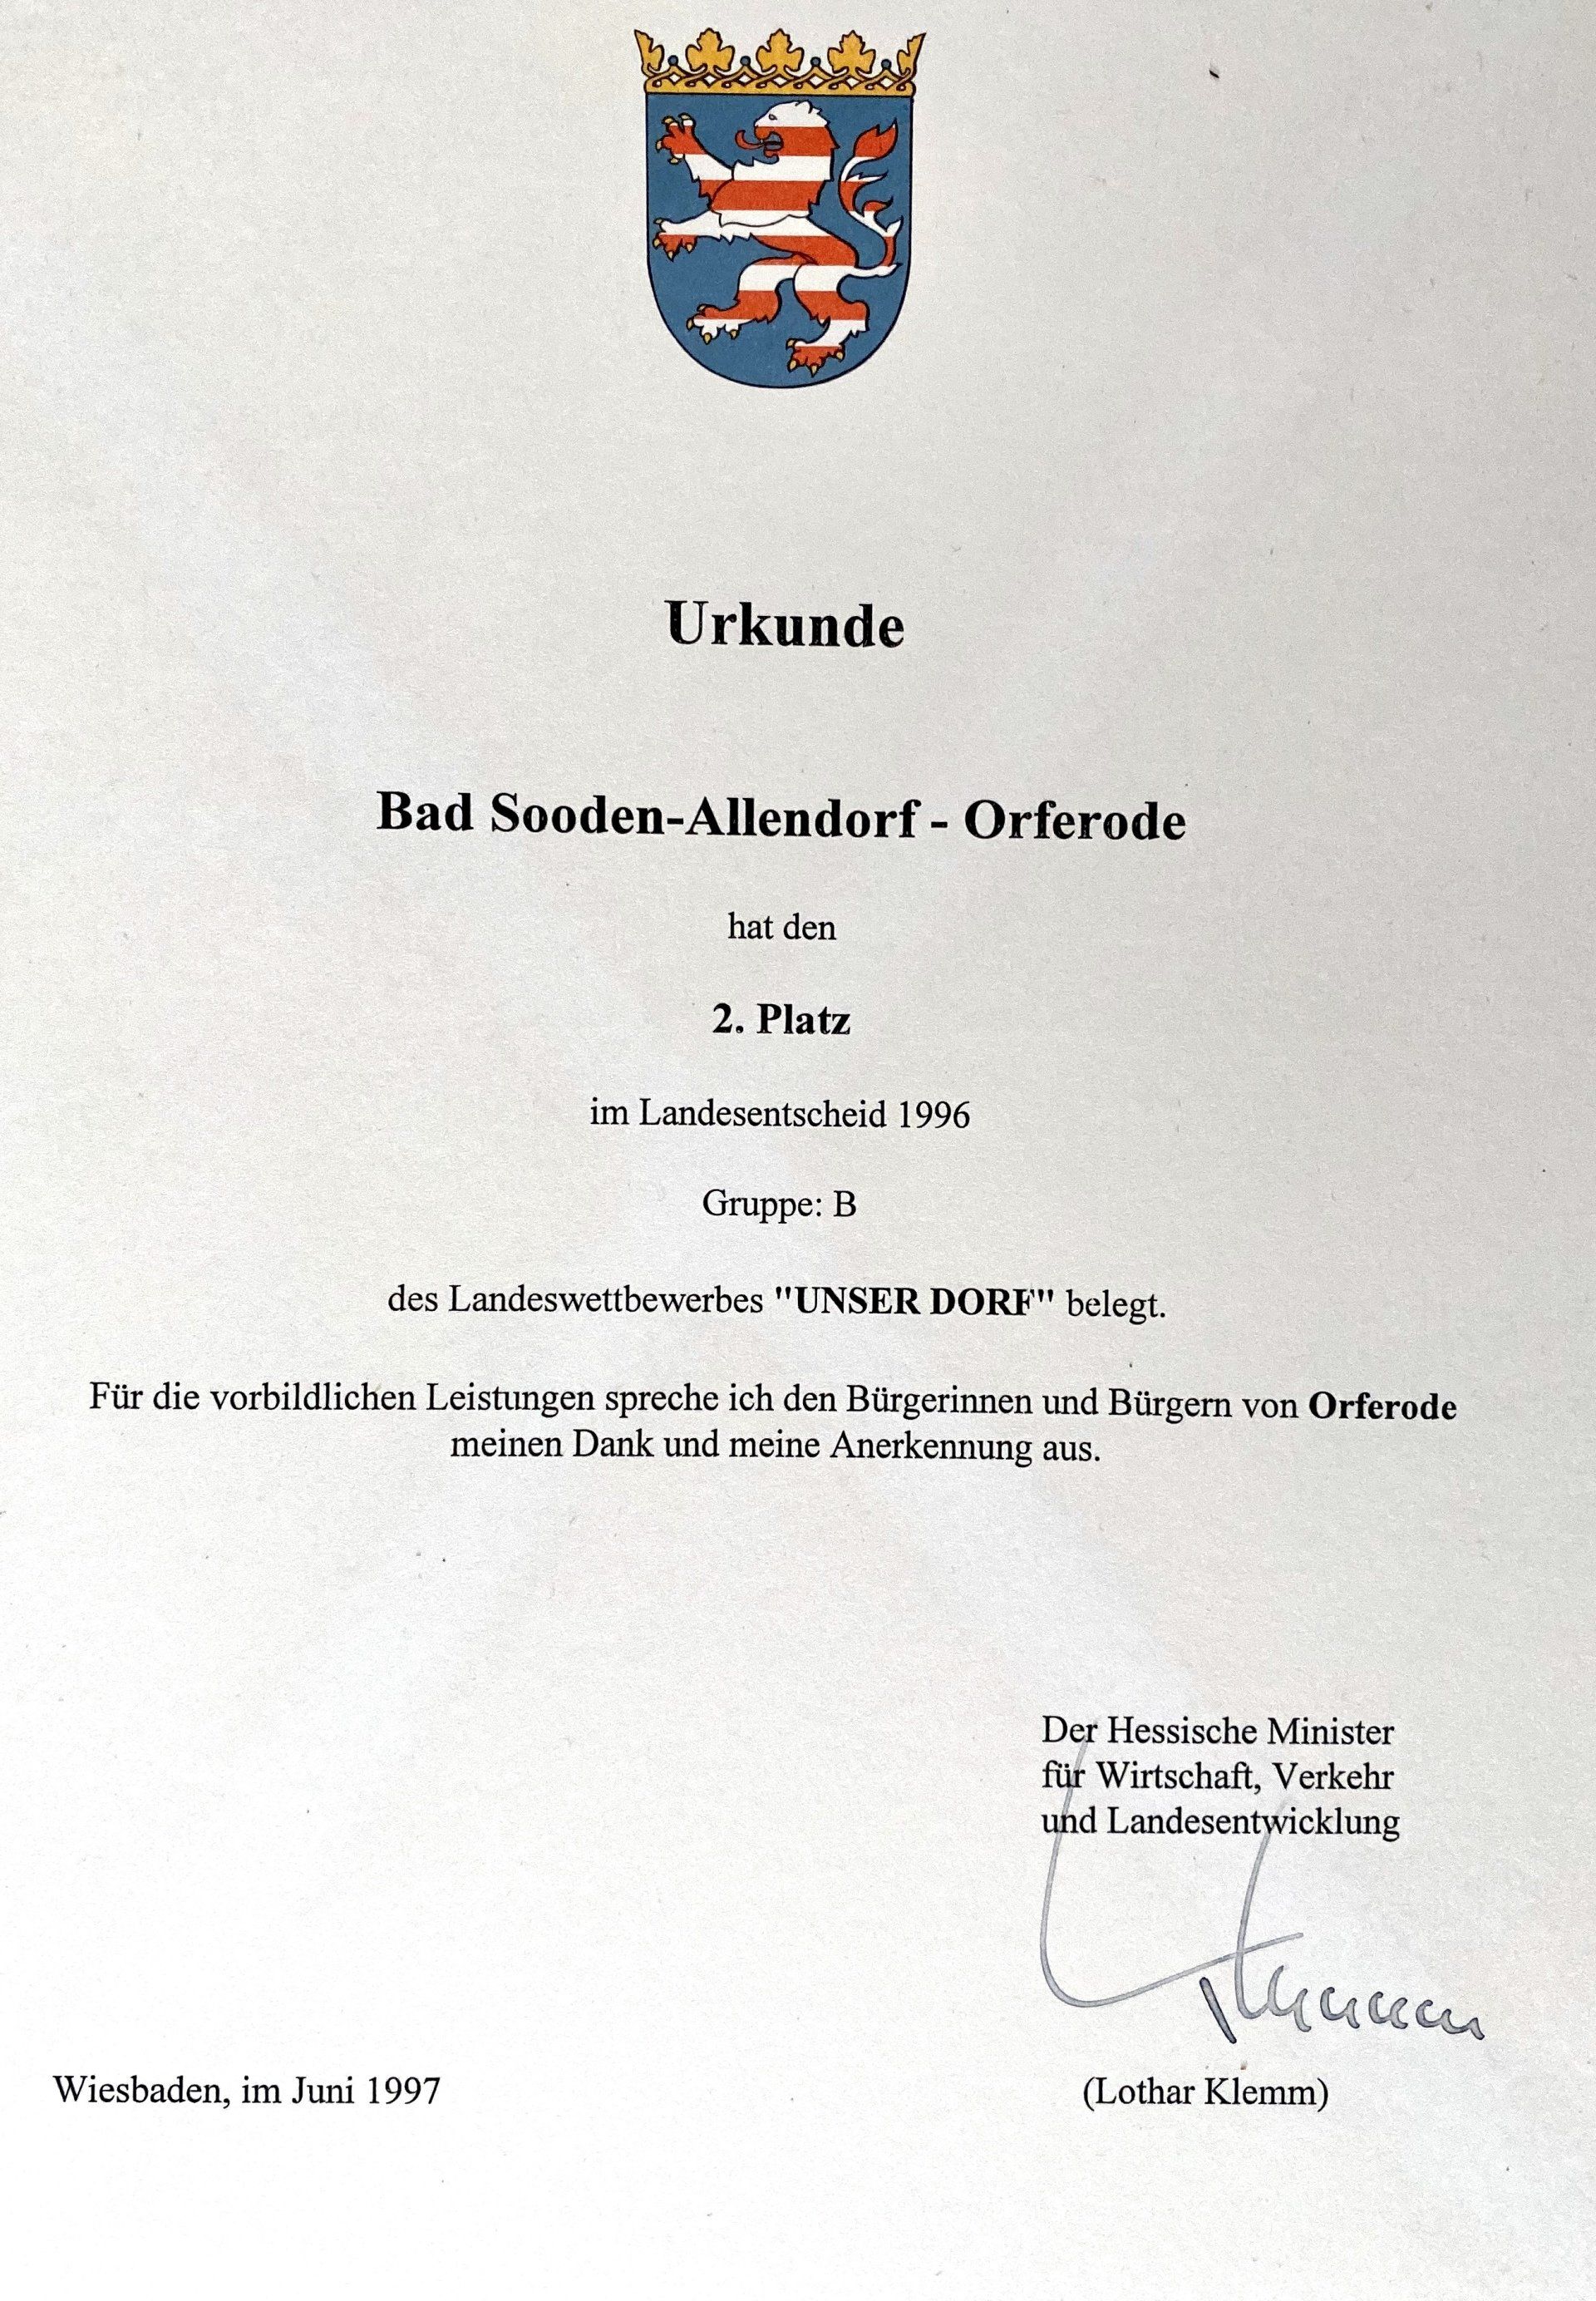 Urkunde
Bad Sooden-Allendorf - Orferode
hat den
2. Platz
im Landesentscheid 1996
Gruppe: B
des Landeswettbewerbes "UNSER DORF" belegt.
Für die vorbildlichen Leistungen spreche ich den Bürgerinnen und Bürgern von Orferode
meinen Dank und meine Anerkennung aus.
Der Hessische Minister
für Wirtschaft, Verkehr
und Landesentwicklung
Wiesbaden, im Juni 1997
(Lothar Klemm)